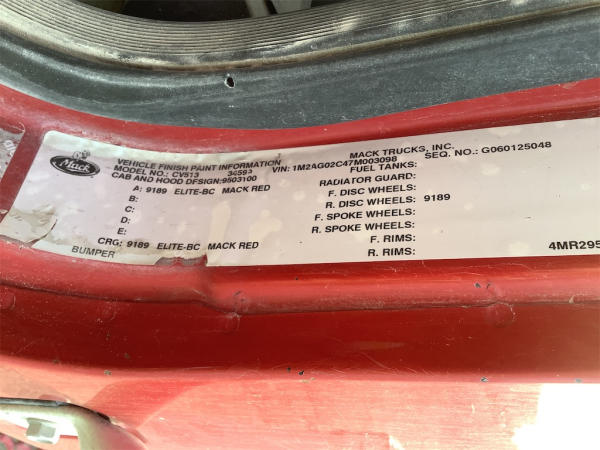 Mack
MACK TRUCKS, INC.
VEHICLE FINISH PAINT INFORMATION VIN: 1M2AG02C47M003098 SEQ. NO.: G060125048
MODEL NO.: CV513
CAB AND HOOD DESIGN:9503100
A: 9189 ELITE-BC MACK RED
B:
C:
D:
E:
CRG: 9189 ELITE-BC MACK RED
BUMPER
FUEL TANKS:
RADIATOR GUARD:
F. DISC WHEELS:
R. DISC WHEELS: 9189
F. SPOKE WHEELS:
R. SPOKE WHEELS:
F. RIMS:
R. RIMS:
4MR295